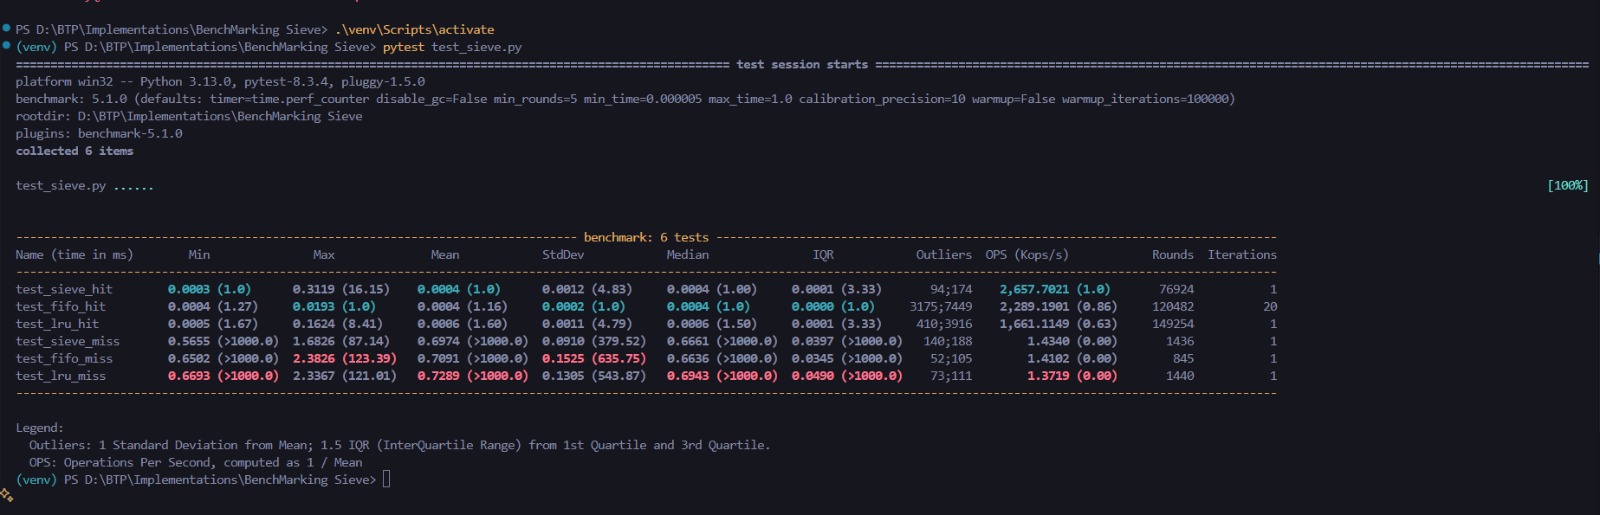 PS D:\BTP\Implementations\BenchMarking Sieve> .\venv\Scripts\activate
(venv) PS D:\BTP\Implementations\BenchMarking Sieve> pytest test_sieve.py
======================================================= test session starts =======================================================
platform win32 -- Python 3.13.0, pytest-8.3.4, pluggy-1.5.0
benchmark: 5.1.0 (defaults: timer=time.perf_counter disable_gc=False min_rounds=5 min_time=0.000005 max_time=1.0 calibration_precision=10 warmup=False warmup_iterations=100000)
rootdir: D:\BTP\Implementations\BenchMarking Sieve
plugins: benchmark-5.1.0
collected 6 items
test_sieve.py ...... [100%]
------------------------------------------------------- benchmark: 6 tests -------------------------------------------------------
Name (time in ms) Min Max Mean StdDev Median IQR Outliers OPS (Kops/s) Rounds Iterations
test_sieve_hit 0.0003 (1.0) 0.3119 (16.15) 0.0004 (1.0) 0.0012 (4.83) 0.0004 (1.00) 0.0001 (3.33) 94;174 2,657.7021 (1.0) 76924 1
test_fifo_hit 0.0004 (1.27) 0.0193 (1.0) 0.0004 (1.16) 0.0002 (1.0) 0.0004 (1.0) 0.0000 (1.0) 3175;7449 2,289.1901 (0.86) 120482 20
test_lru_hit 0.0005 (1.67) 0.1624 (8.41) 0.0006 (1.60) 0.0011 (4.79) 0.0006 (1.50) 0.0001 (3.33) 410;3916 1,661.1149 (0.63) 149254 1
test_sieve_miss 0.5655 (>1000.0) 1.6826 (87.14) 0.6974 (>1000.0) 0.0910 (379.52) 0.6661 (>1000.0) 0.0397 (>1000.0) 140;188 1.4340 (0.00) 1436 1
test_fifo_miss 0.6502 (>1000.0) 2.3826 (123.39) 0.7091 (>1000.0) 0.1525 (635.75) 0.6636 (>1000.0) 0.0345 (>1000.0) 52;105 1.4102 (0.00) 845 1
test_lru_miss 0.6693 (>1000.0) 2.3367 (121.01) 0.7289 (>1000.0) 0.1305 (543.87) 0.6943 (>1000.0) 0.0490 (>1000.0) 73;111 1.3719 (0.00) 1440 1
Legend:
Outliers: 1 Standard Deviation from Mean; 1.5 IQR (InterQuartile Range) from 1st Quartile and 3rd Quartile.
OPS: Operations Per Second, computed as 1 / Mean
(venv) PS D:\BTP\Implementations\BenchMarking Sieve>